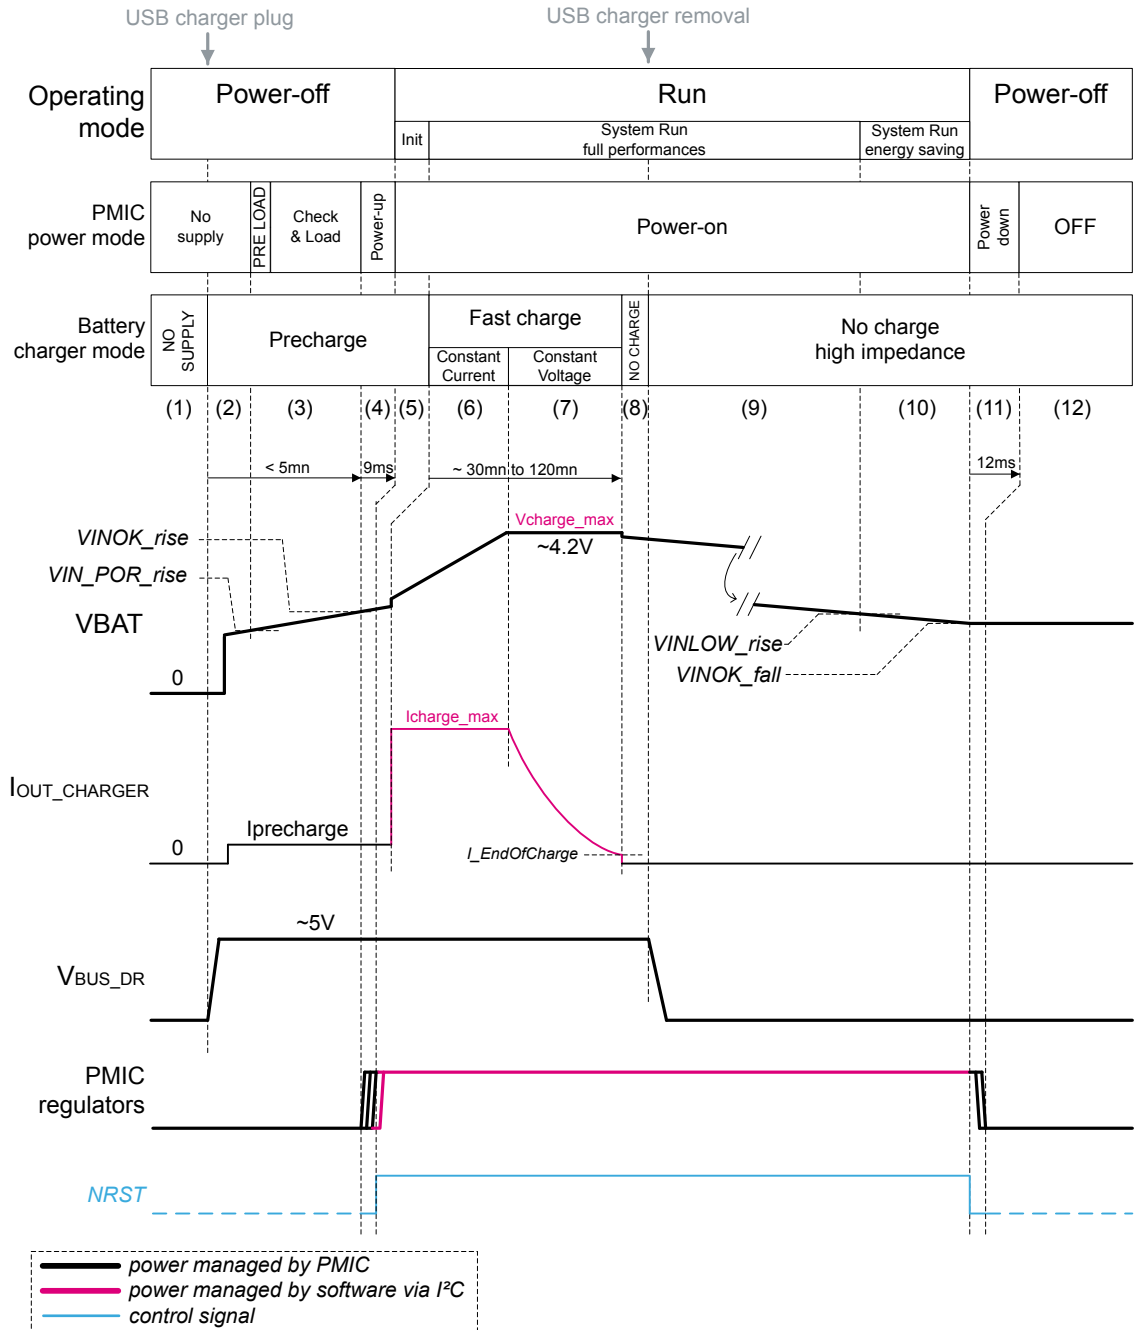 USB charger plug
USB charger removal
Operating
mode
Power-off
Run
Power-off
Init
System Run
full performances
System Run
energy saving
PMIC
power mode
No
supply
PRE LOAD
Check
& Load
Power-up
Power-on
Power
down
OFF
Battery
charger mode
NO
SUPPLY
Precharge
Fast charge
Constant
Current
Constant
Voltage
NO CHARGE
No charge
high impedance
(1)
(2)
(3)
(4)
(5)
(6)
(7)
(8)
(9)
(10)
(11)
(12)
< 5mn
9ms
~ 30mn to 120mn
12ms
VINOK_rise
VIN_POR_rise
VBAT
0
Vcharge_max
~4.2V
VINLOW_rise
VINOK_fall
Icharge_max
IOUT_CHARGER
Iprecharge
0
I_EndOfCharge
~5V
VBUS_DR
PMIC
regulators
NRST
power managed by PMIC
power managed by software via I²C
control signal